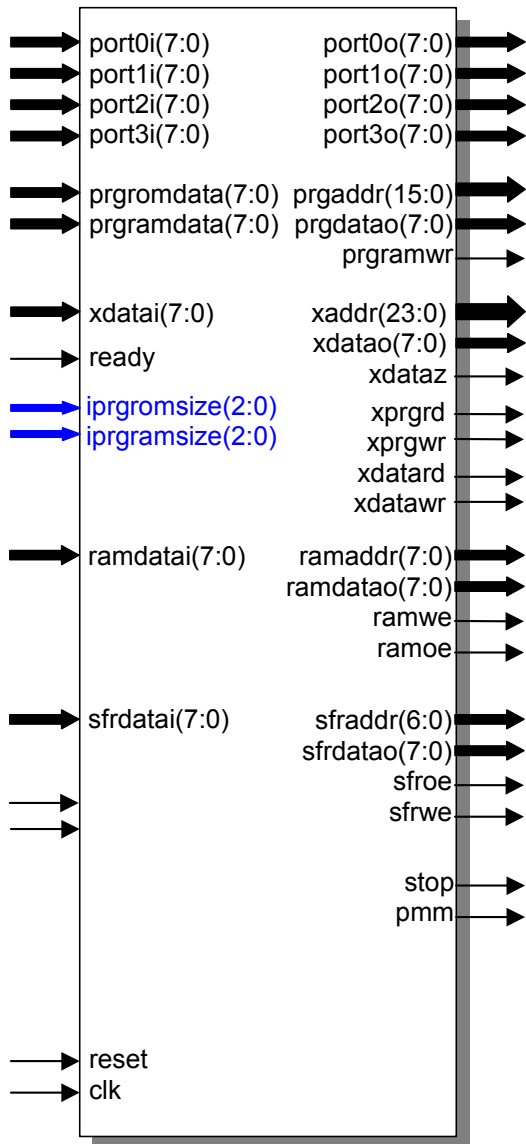 port0i(7:0) port0o(7:0)
port1i(7:0) port1o(7:0)
port2i(7:0) port2o(7:0)
port3i(7:0) port3o(7:0)
prgromdata(7:0) prgaddr(15:0)
prgramdata(7:0) prgdatao(7:0)
prgramwr
xdatai(7:0) xaddr(23:0)
xdatao(7:0)
ready
xdataz
iprgromsize(2:0) xprgrd
iprgramsize(2:0) xprgwr
xdatard
xdatawr
ramdatai(7:0) ramaddr(7:0)
ramdatao(7:0)
ramwe
ramoe
sfrdatai(7:0) sfraddr(6:0)
sfrdatao(7:0)
sfroe
sfrwe
stop
pmm
reset
clk